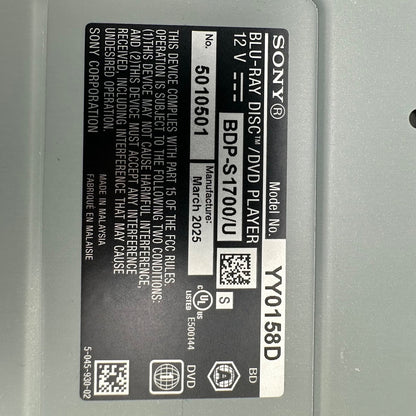 SONY®
Model No. YY0158D
BLU-RAY DISC™/DVD PLAYER
12 V ⎓ BDP-S1700/U
S
No. 5010501
Manufacture:
March 2025
C UL US
LISTED E500144
BD
A
DVD
1
THIS DEVICE COMPLIES WITH PART 15 OF THE FCC RULES.
OPERATION IS SUBJECT TO THE FOLLOWING TWO CONDITIONS:
(1)THIS DEVICE MAY NOT CAUSE HARMFUL INTERFERENCE,
AND (2)THIS DEVICE MUST ACCEPT ANY INTERFERENCE
RECEIVED, INCLUDING INTERFERENCE THAT MAY CAUSE
UNDESIRED OPERATION.
SONY CORPORATION
MADE IN MALAYSIA
FABRIQUÉ EN MALAISIE
5-045-930-02